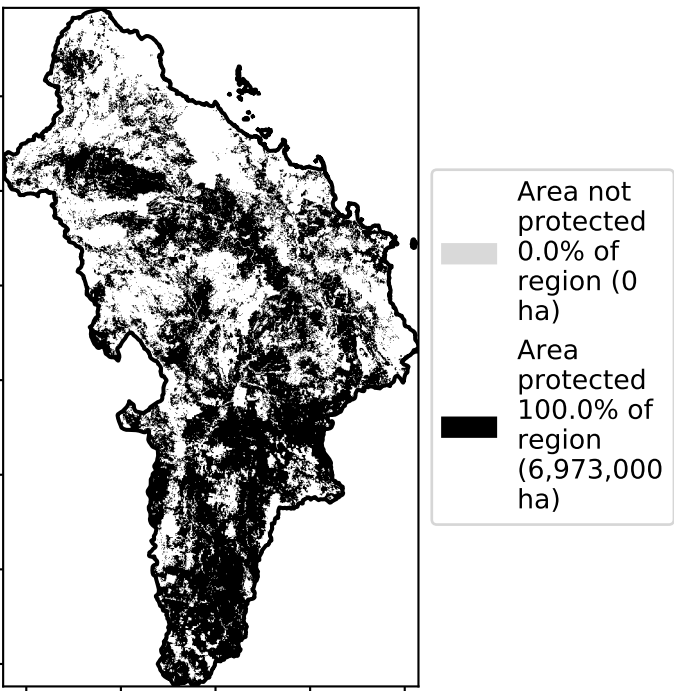 Area not
protected
0.0% of
region (0
ha)
Area
protected
100.0% of
region
(6,973,000
ha)